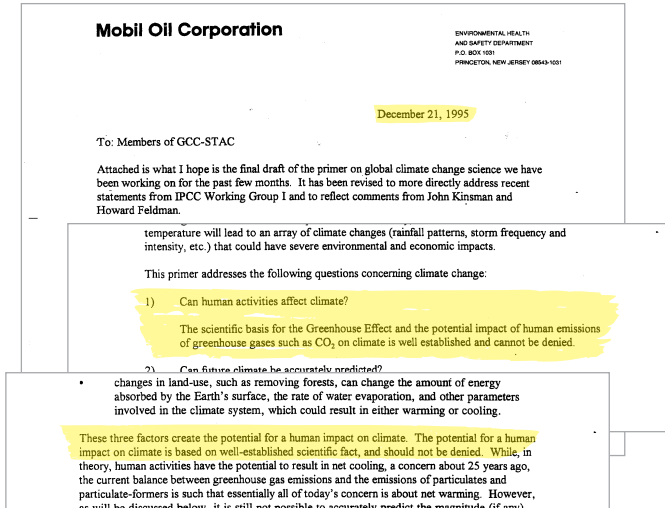 Mobil Oil Corporation
ENVIRONMENTAL HEALTH
AND SAFETY DEPARTMENT
P.O. BOX 1031
PRINCETON, NEW JERSEY 08543-1031
December 21, 1995
To: Members of GCC-STAC
Attached is what I hope is the final draft of the primer on global climate change science we have
been working on for the past few months. It has been revised to more directly address recent
statements from IPCC Working Group I and to reflect comments from John Kinsman and
Howard Feldman.
temperature will lead to an array of climate changes (rainfall patterns, storm frequency and
intensity, etc.) that could have severe environmental and economic impacts.
This primer addresses the following questions concerning climate change:
1) Can human activities affect climate?
The scientific basis for the Greenhouse Effect and the potential impact of human emissions
of greenhouse gases such as CO₂ on climate is well established and cannot be denied.
2) Can future climate be accurately predicted?
• changes in land-use, such as removing forests, can change the amount of energy
absorbed by the Earth's surface, the rate of water evaporation, and other parameters
involved in the climate system, which could result in either warming or cooling.
These three factors create the potential for a human impact on climate. The potential for a human
impact on climate is based on well-established scientific fact, and should not be denied. While, in
theory, human activities have the potential to result in net cooling, a concern about 25 years ago,
the current balance between greenhouse gas emissions and the emissions of particulates and
particulate-formers is such that essentially all of today's concern is about net warming. However,
as will be discussed below, it is still not possible to accurately predict the magnitude (if any)